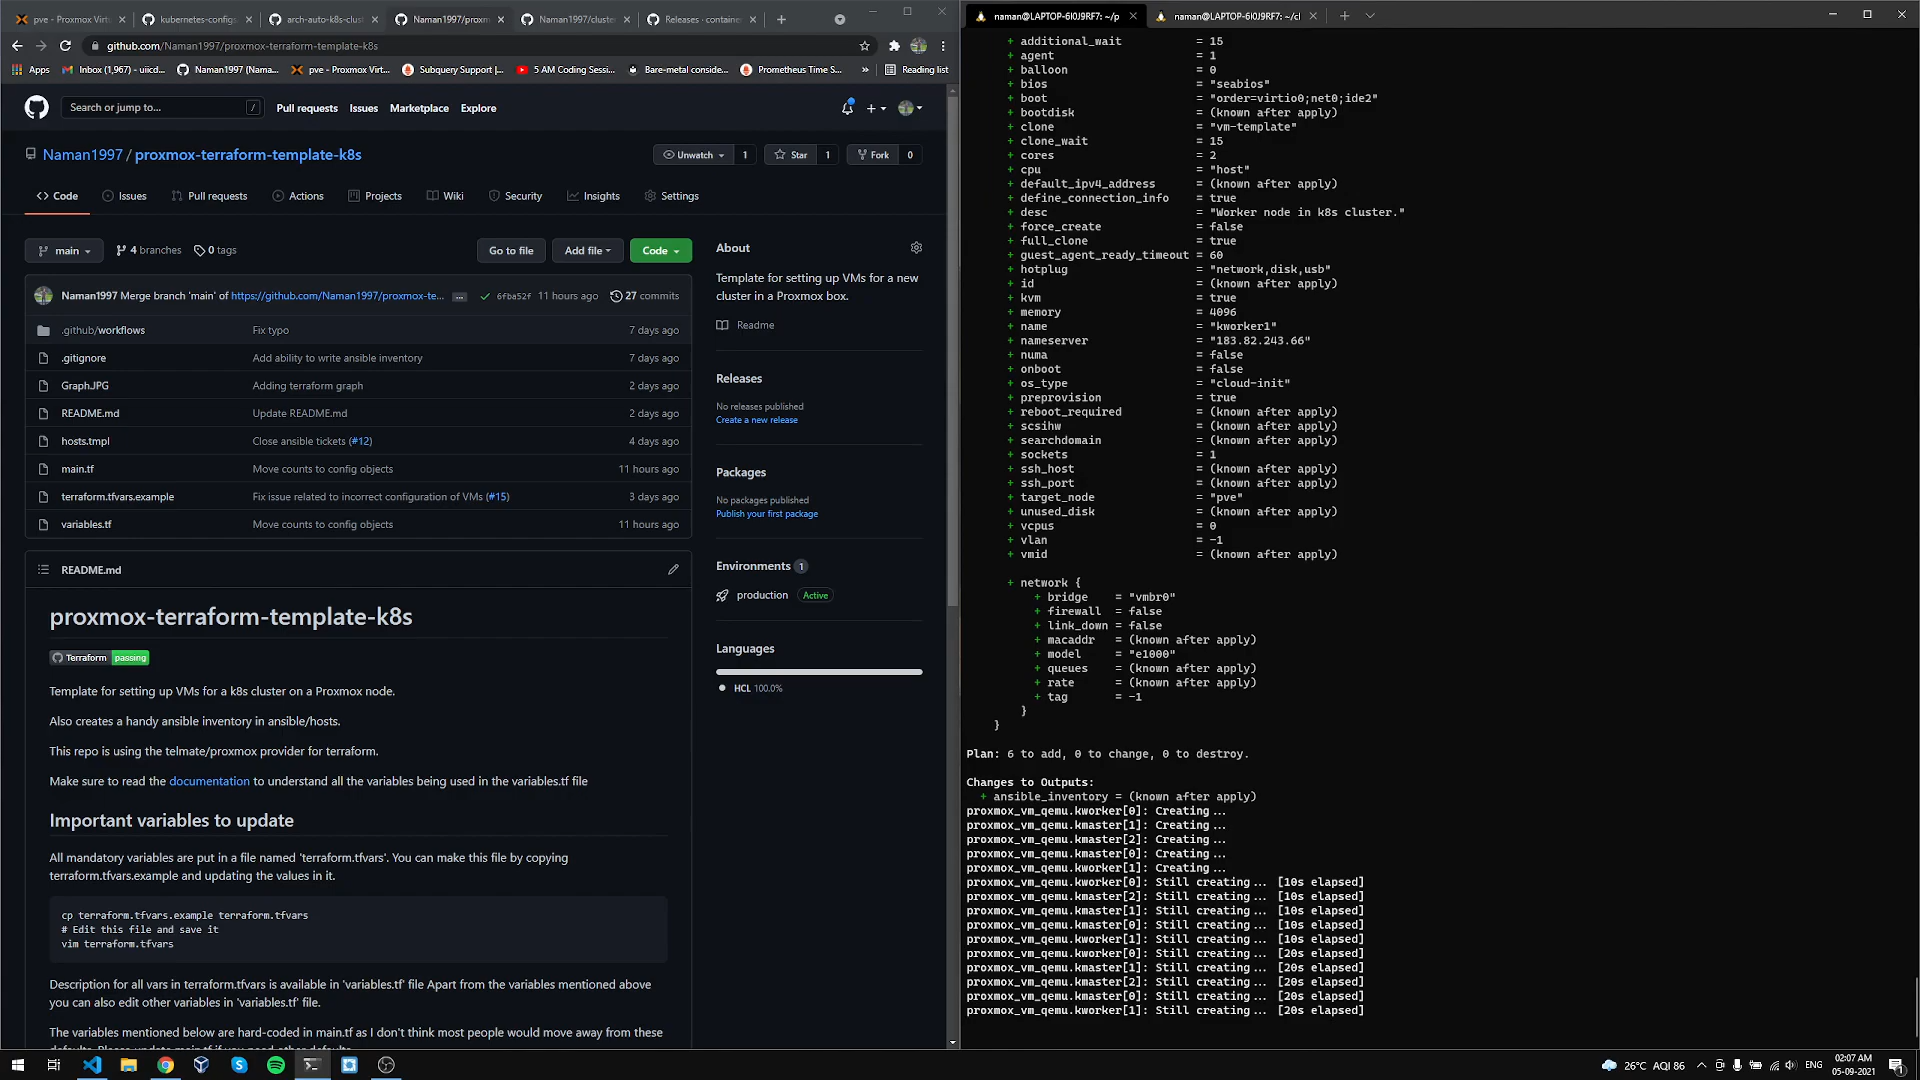 pve - Proxmox Virtu
kubernetes-configs
arch-auto-k8s-clust
Naman1997/proxm
Naman1997/cluster
Releases · container
github.com/Naman1997/proxmox-terraform-template-k8s
Apps
Inbox (1,967) - uiicd...
Naman1997 (Nama...
pve - Proxmox Virt...
Subquery Support |...
5 AM Coding Sessi...
Bare-metal conside...
Prometheus Time S...
»
Reading list
Search or jump to...
/
Pull requests
Issues
Marketplace
Explore
Naman1997 / proxmox-terraform-template-k8s
Unwatch
1
Star
1
Fork
0
Code
Issues
Pull requests
Actions
Projects
Wiki
Security
Insights
Settings
main
4 branches
0 tags
Go to file
Add file
Code
Naman1997 Merge branch 'main' of https://github.com/Naman1997/proxmox-te...
...
6fba52f 11 hours ago
27 commits
.github/workflows
Fix typo
7 days ago
.gitignore
Add ability to write ansible inventory
7 days ago
Graph.JPG
Adding terraform graph
2 days ago
README.md
Update README.md
2 days ago
hosts.tmpl
Close ansible tickets (#12)
4 days ago
main.tf
Move counts to config objects
11 hours ago
terraform.tfvars.example
Fix issue related to incorrect configuration of VMs (#15)
3 days ago
variables.tf
Move counts to config objects
11 hours ago
README.md
proxmox-terraform-template-k8s
Terraform passing
Template for setting up VMs for a k8s cluster on a Proxmox node.
Also creates a handy ansible inventory in ansible/hosts.
This repo is using the telmate/proxmox provider for terraform.
Make sure to read the documentation to understand all the variables being used in the variables.tf file
Important variables to update
All mandatory variables are put in a file named 'terraform.tfvars'. You can make this file by copying
terraform.tfvars.example and updating the values in it.
cp terraform.tfvars.example terraform.tfvars
# Edit this file and save it
vim terraform.tfvars
Description for all vars in terraform.tfvars is available in 'variables.tf' file Apart from the variables mentioned above
you can also edit other variables in 'variables.tf' file.
The variables mentioned below are hard-coded in main.tf as I don't think most people would move away from these
About
Template for setting up VMs for a new
cluster in a Proxmox box.
Readme
Releases
No releases published
Create a new release
Packages
No packages published
Publish your first package
Environments 1
production Active
Languages
HCL 100.0%
naman@LAPTOP-6I0J9RF7: ~/p
naman@LAPTOP-6I0J9RF7: ~/cl
+ additional_wait = 15
+ agent = 1
+ balloon = 0
+ bios = "seabios"
+ boot = "order=virtio0;net0;ide2"
+ bootdisk = (known after apply)
+ clone = "vm-template"
+ clone_wait = 15
+ cores = 2
+ cpu = "host"
+ default_ipv4_address = (known after apply)
+ define_connection_info = true
+ desc = "Worker node in k8s cluster."
+ force_create = false
+ full_clone = true
+ guest_agent_ready_timeout = 60
+ hotplug = "network,disk,usb"
+ id = (known after apply)
+ kvm = true
+ memory = 4096
+ name = "kworker1"
+ nameserver = "183.82.243.66"
+ numa = false
+ onboot = false
+ os_type = "cloud-init"
+ preprovision = true
+ reboot_required = (known after apply)
+ scsihw = (known after apply)
+ searchdomain = (known after apply)
+ sockets = 1
+ ssh_host = (known after apply)
+ ssh_port = (known after apply)
+ target_node = "pve"
+ unused_disk = (known after apply)
+ vcpus = 0
+ vlan = -1
+ vmid = (known after apply)
+ network {
+ bridge = "vmbr0"
+ firewall = false
+ link_down = false
+ macaddr = (known after apply)
+ model = "e1000"
+ queues = (known after apply)
+ rate = (known after apply)
+ tag = -1
}
}
Plan: 6 to add, 0 to change, 0 to destroy.
Changes to Outputs:
+ ansible_inventory = (known after apply)
proxmox_vm_qemu.kworker[0]: Creating...
proxmox_vm_qemu.kmaster[1]: Creating...
proxmox_vm_qemu.kmaster[2]: Creating...
proxmox_vm_qemu.kmaster[0]: Creating...
proxmox_vm_qemu.kworker[1]: Creating...
proxmox_vm_qemu.kworker[0]: Still creating... [10s elapsed]
proxmox_vm_qemu.kmaster[2]: Still creating... [10s elapsed]
proxmox_vm_qemu.kmaster[1]: Still creating... [10s elapsed]
proxmox_vm_qemu.kmaster[0]: Still creating... [10s elapsed]
proxmox_vm_qemu.kworker[1]: Still creating... [10s elapsed]
proxmox_vm_qemu.kworker[0]: Still creating... [20s elapsed]
proxmox_vm_qemu.kmaster[1]: Still creating... [20s elapsed]
proxmox_vm_qemu.kmaster[2]: Still creating... [20s elapsed]
proxmox_vm_qemu.kmaster[0]: Still creating... [20s elapsed]
proxmox_vm_qemu.kworker[1]: Still creating... [20s elapsed]
26°C AQI 86
ENG
02:07 AM
05-09-2021
1